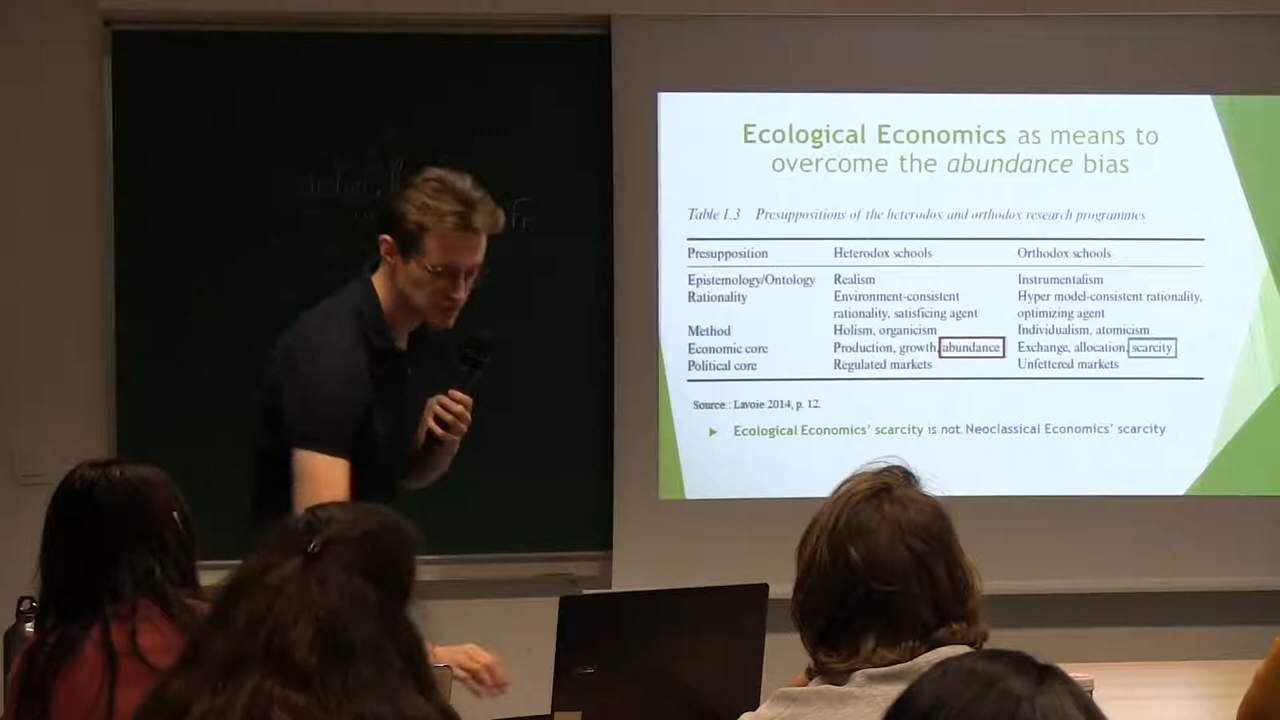 Ecological Economics as means to
overcome the abundance bias
Table 1.3 Presuppositions of the heterodox and orthodox research programmes
Presupposition Heterodox schools Orthodox schools
Epistemology/Ontology Realism Instrumentalism
Rationality Environment-consistent Hyper model-consistent rationality,
rationality, satisficing agent optimizing agent
Method Holism, organicism Individualism, atomicism
Economic core Production, growth, abundance Exchange, allocation, scarcity
Political core Regulated markets Unfettered markets
Source: Lavoie 2014, p. 12.
Ecological Economics' scarcity is not Neoclassical Economics' scarcity